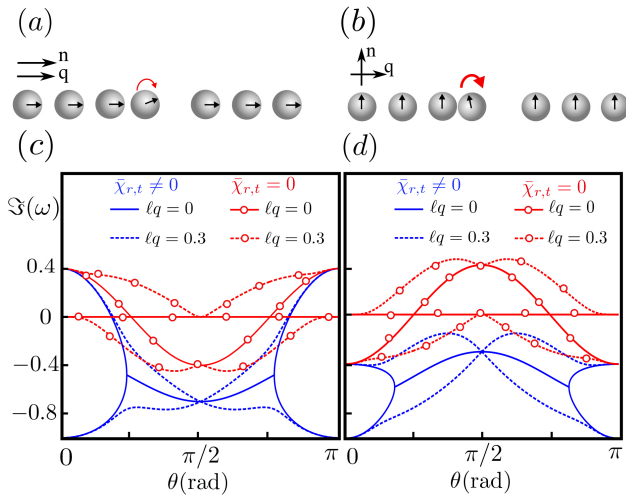 (a)
n
q
(b)
n
q
(c)
(d)
ℑ(ω)
χ̄r,t ≠ 0
χ̄r,t = 0
ℓq = 0
ℓq = 0
ℓq = 0.3
ℓq = 0.3
χ̄r,t ≠ 0
χ̄r,t = 0
ℓq = 0
ℓq = 0
ℓq = 0.3
ℓq = 0.3
0.4
0
−0.4
−0.8
0
π/2
π
θ(rad)
0
π/2
π
θ(rad)